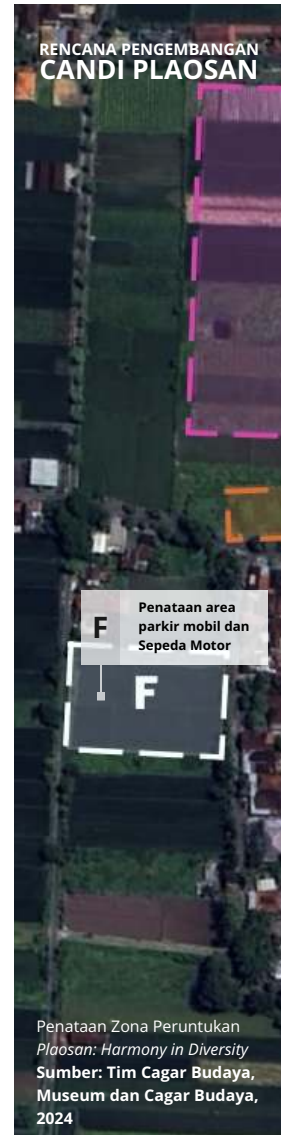 RENCANA PENGEMBANGAN
CANDI PLAOSAN
F
Penataan area
parkir mobil dan
Sepeda Motor
F
Penataan Zona Peruntukan
Plaosan: Harmony in Diversity
Sumber: Tim Cagar Budaya,
Museum dan Cagar Budaya,
2024